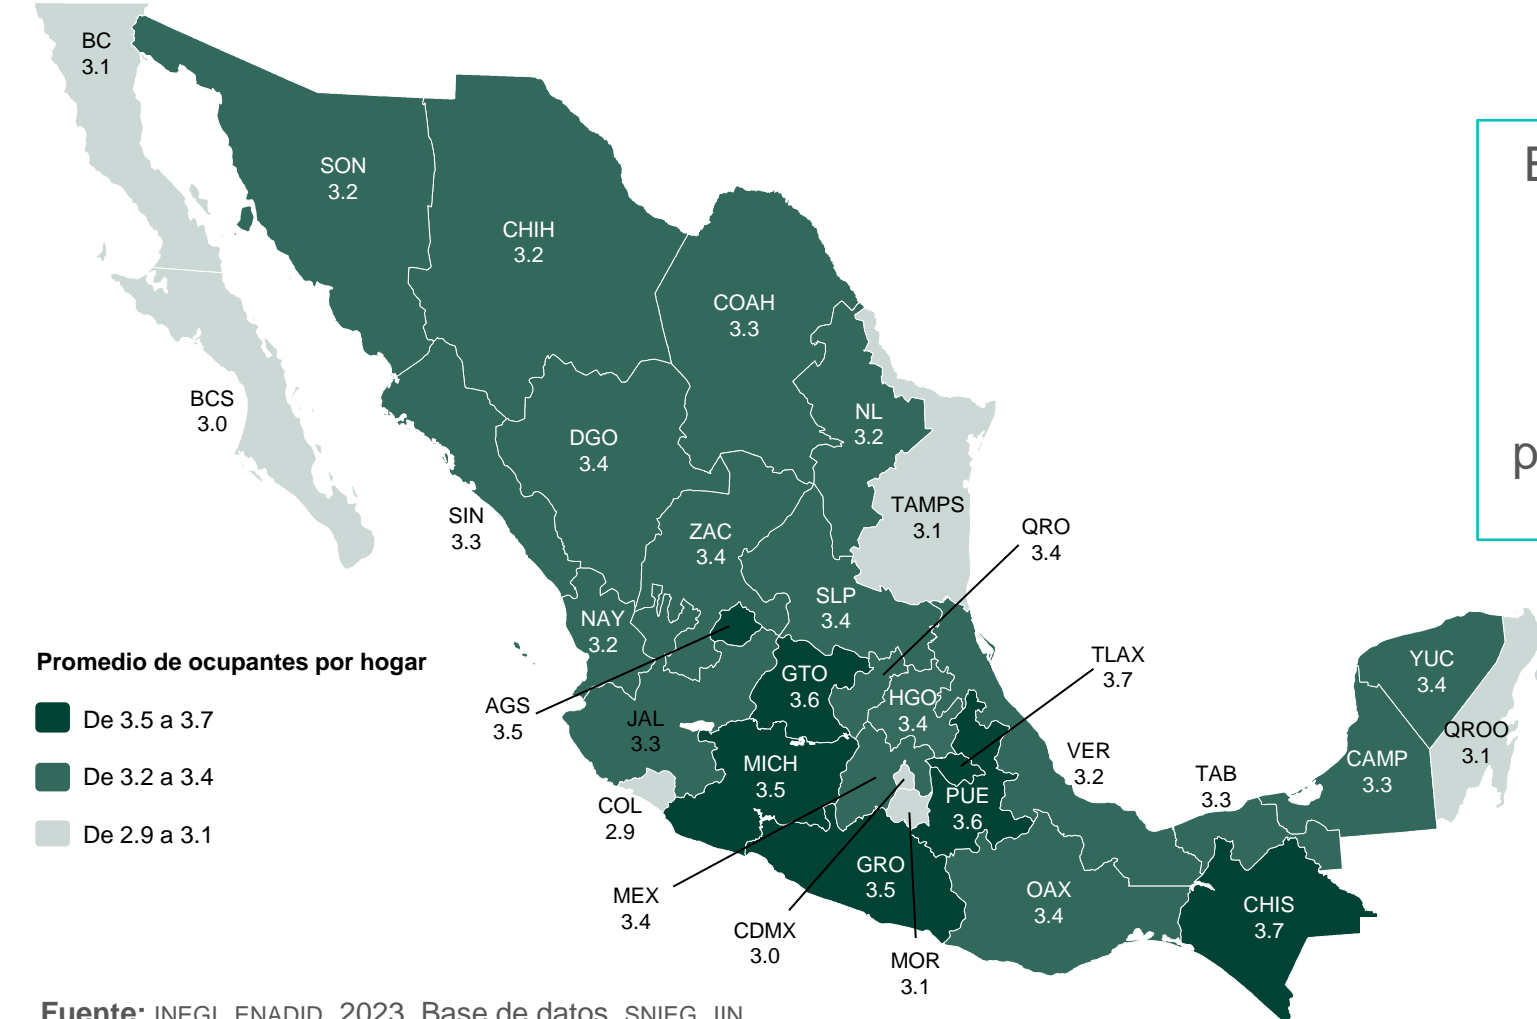 BC
3.1
SON
3.2
CHIH
3.2
COAH
3.3
BCS
3.0
NL
3.2
DGO
3.4
TAMPS
3.1
SIN
3.3
ZAC
3.4
QRO
3.4
SLP
3.4
NAY
3.2
TLAX
3.7
YUC
3.4
Promedio de ocupantes por hogar
De 3.5 a 3.7
De 3.2 a 3.4
De 2.9 a 3.1
AGS
3.5
GTO
3.6
HGO
3.4
JAL
3.3
QROO
3.1
VER
3.2
CAMP
3.3
MICH
3.5
TAB
3.3
COL
2.9
PUE
3.6
GRO
3.5
MEX
3.4
OAX
3.4
CHIS
3.7
CDMX
3.0
MOR
3.1
p
Fuente: INEGI. ENADID, 2023. Base de datos. SNIEG. IIN.